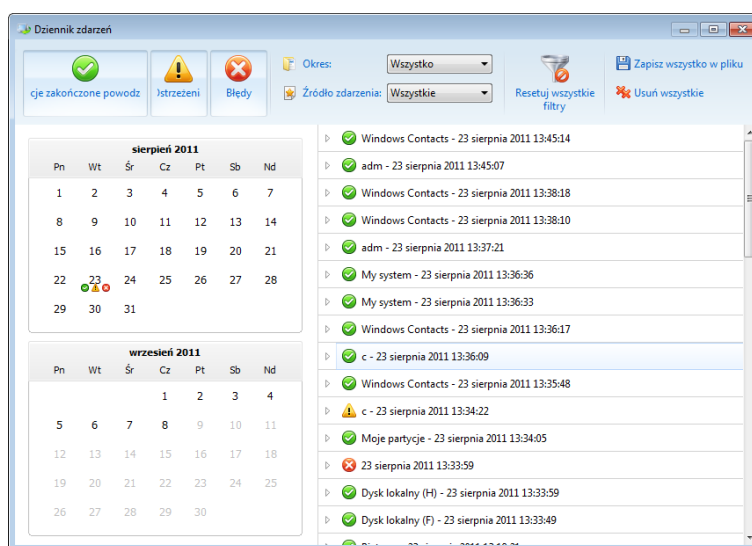 Dziennik zdarzeń
cje zakończone powodz
Ostrzeżeni
Błędy
Okres:
Wszystko
Źródło zdarzenia:
Wszystkie
Resetuj wszystkie
filtry
Zapisz wszystko w pliku
Usuń wszystkie
sierpień 2011
Pn Wt Śr Cz Pt Sb Nd
1 2 3 4 5 6 7
8 9 10 11 12 13 14
15 16 17 18 19 20 21
22 23 24 25 26 27 28
29 30 31
wrzesień 2011
Pn Wt Śr Cz Pt Sb Nd
1 2 3 4
5 6 7 8 9 10 11
12 13 14 15 16 17 18
19 20 21 22 23 24 25
26 27 28 29 30
Windows Contacts - 23 sierpnia 2011 13:45:14
adm - 23 sierpnia 2011 13:45:07
Windows Contacts - 23 sierpnia 2011 13:38:18
Windows Contacts - 23 sierpnia 2011 13:38:10
adm - 23 sierpnia 2011 13:37:21
My system - 23 sierpnia 2011 13:36:36
My system - 23 sierpnia 2011 13:36:33
Windows Contacts - 23 sierpnia 2011 13:36:17
c - 23 sierpnia 2011 13:36:09
Windows Contacts - 23 sierpnia 2011 13:35:48
c - 23 sierpnia 2011 13:34:22
Moje partycje - 23 sierpnia 2011 13:34:05
23 sierpnia 2011 13:33:59
Dysk lokalny (H) - 23 sierpnia 2011 13:33:59
Dysk lokalny (F) - 23 sierpnia 2011 13:33:49